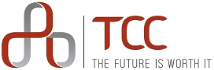 TCC
THE FUTURE IS WORTH IT